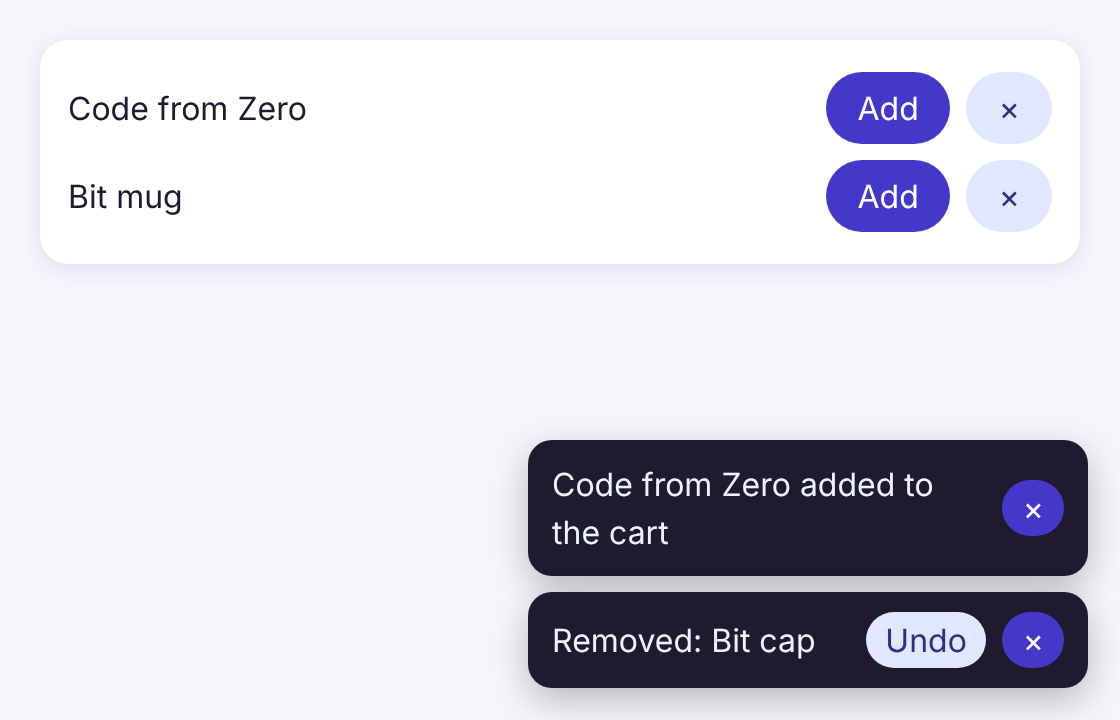 Code from Zero Add ×
Bit mug Add ×
Code from Zero added to
the cart ×
Removed: Bit cap Undo ×